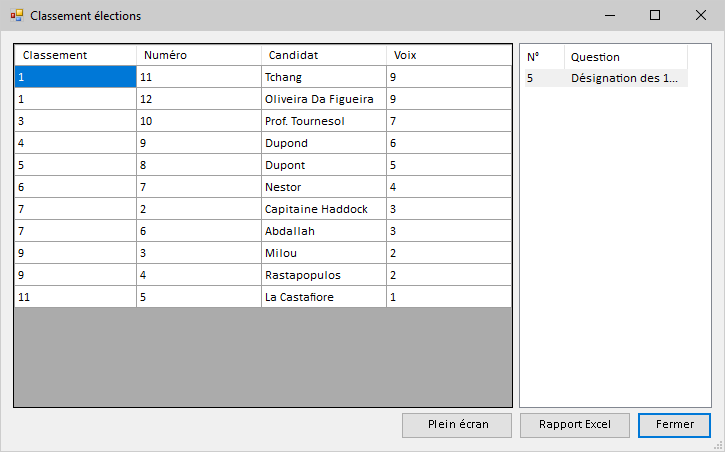 Classement élections
Classement Numéro Candidat Voix
1 11 Tchang 9
1 12 Oliveira Da Figueira 9
3 10 Prof. Tournesol 7
4 9 Dupond 6
5 8 Dupont 5
6 7 Nestor 4
7 2 Capitaine Haddock 3
7 6 Abdallah 3
9 3 Milou 2
9 4 Rastapopulos 2
11 5 La Castafiore 1
N° Question
5 Désignation des 1...
Plein écran Rapport Excel Fermer